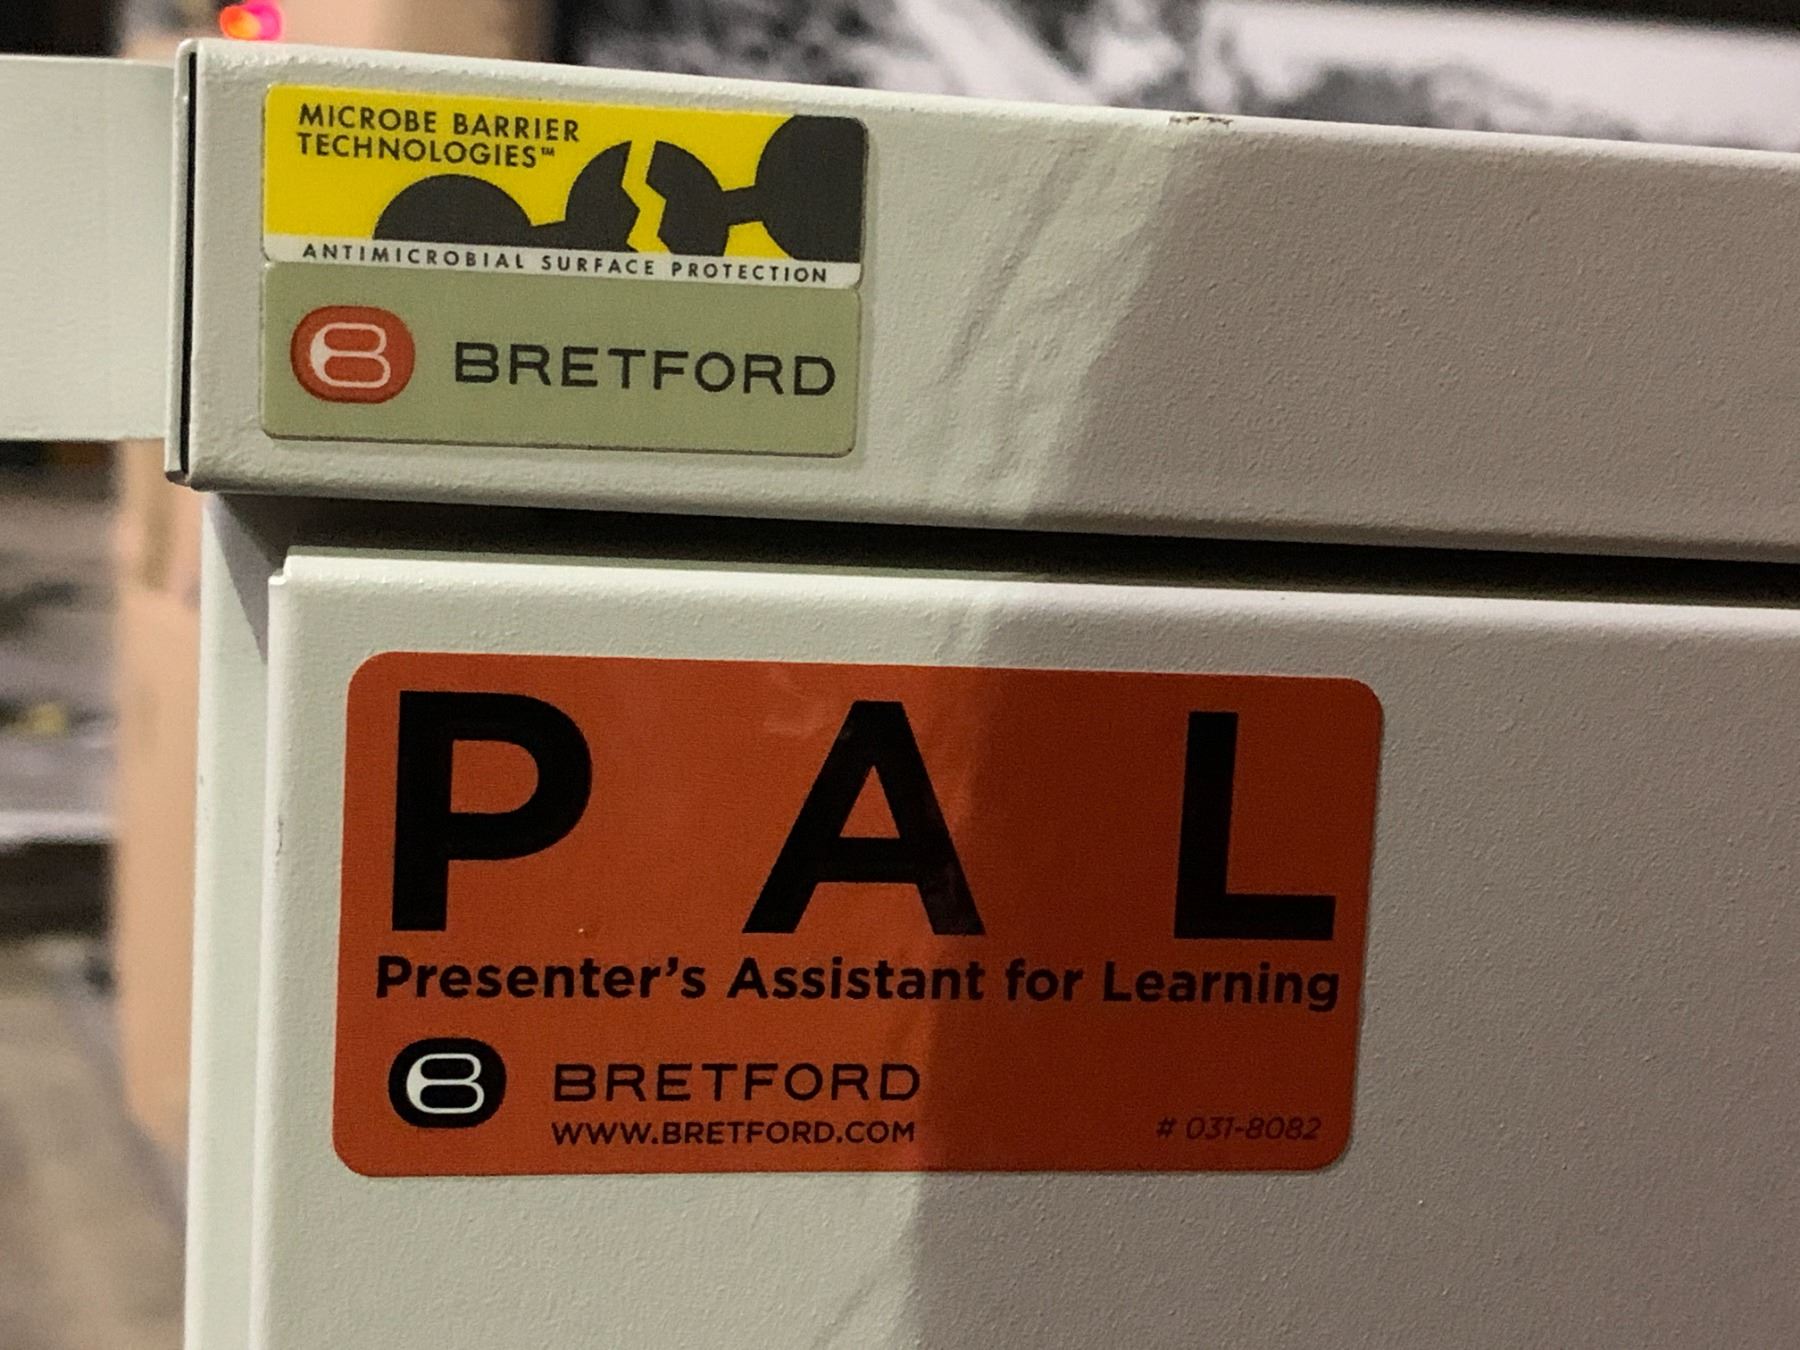 MICROBE BARRIER
TECHNOLOGIES™
ANTIMICROBIAL SURFACE PROTECTION
BRETFORD
P A L
Presenter's Assistant for Learning
BRETFORD
WWW.BRETFORD.COM
# 031-8082